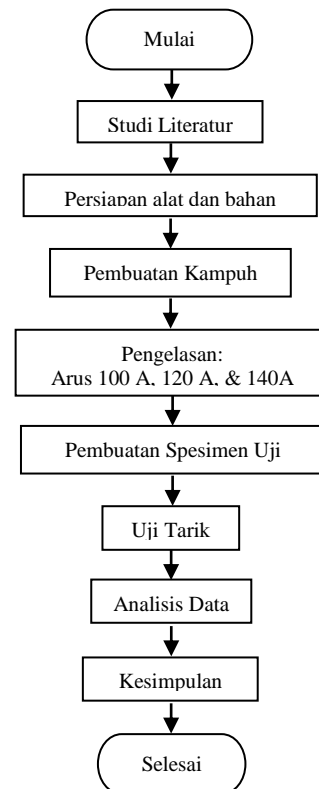 Mulai
Studi Literatur
Persiapan alat dan bahan
Pembuatan Kampuh
Pengelasan:
Arus 100 A, 120 A, & 140A
Pembuatan Spesimen Uji
Uji Tarik
Analisis Data
Kesimpulan
Selesai